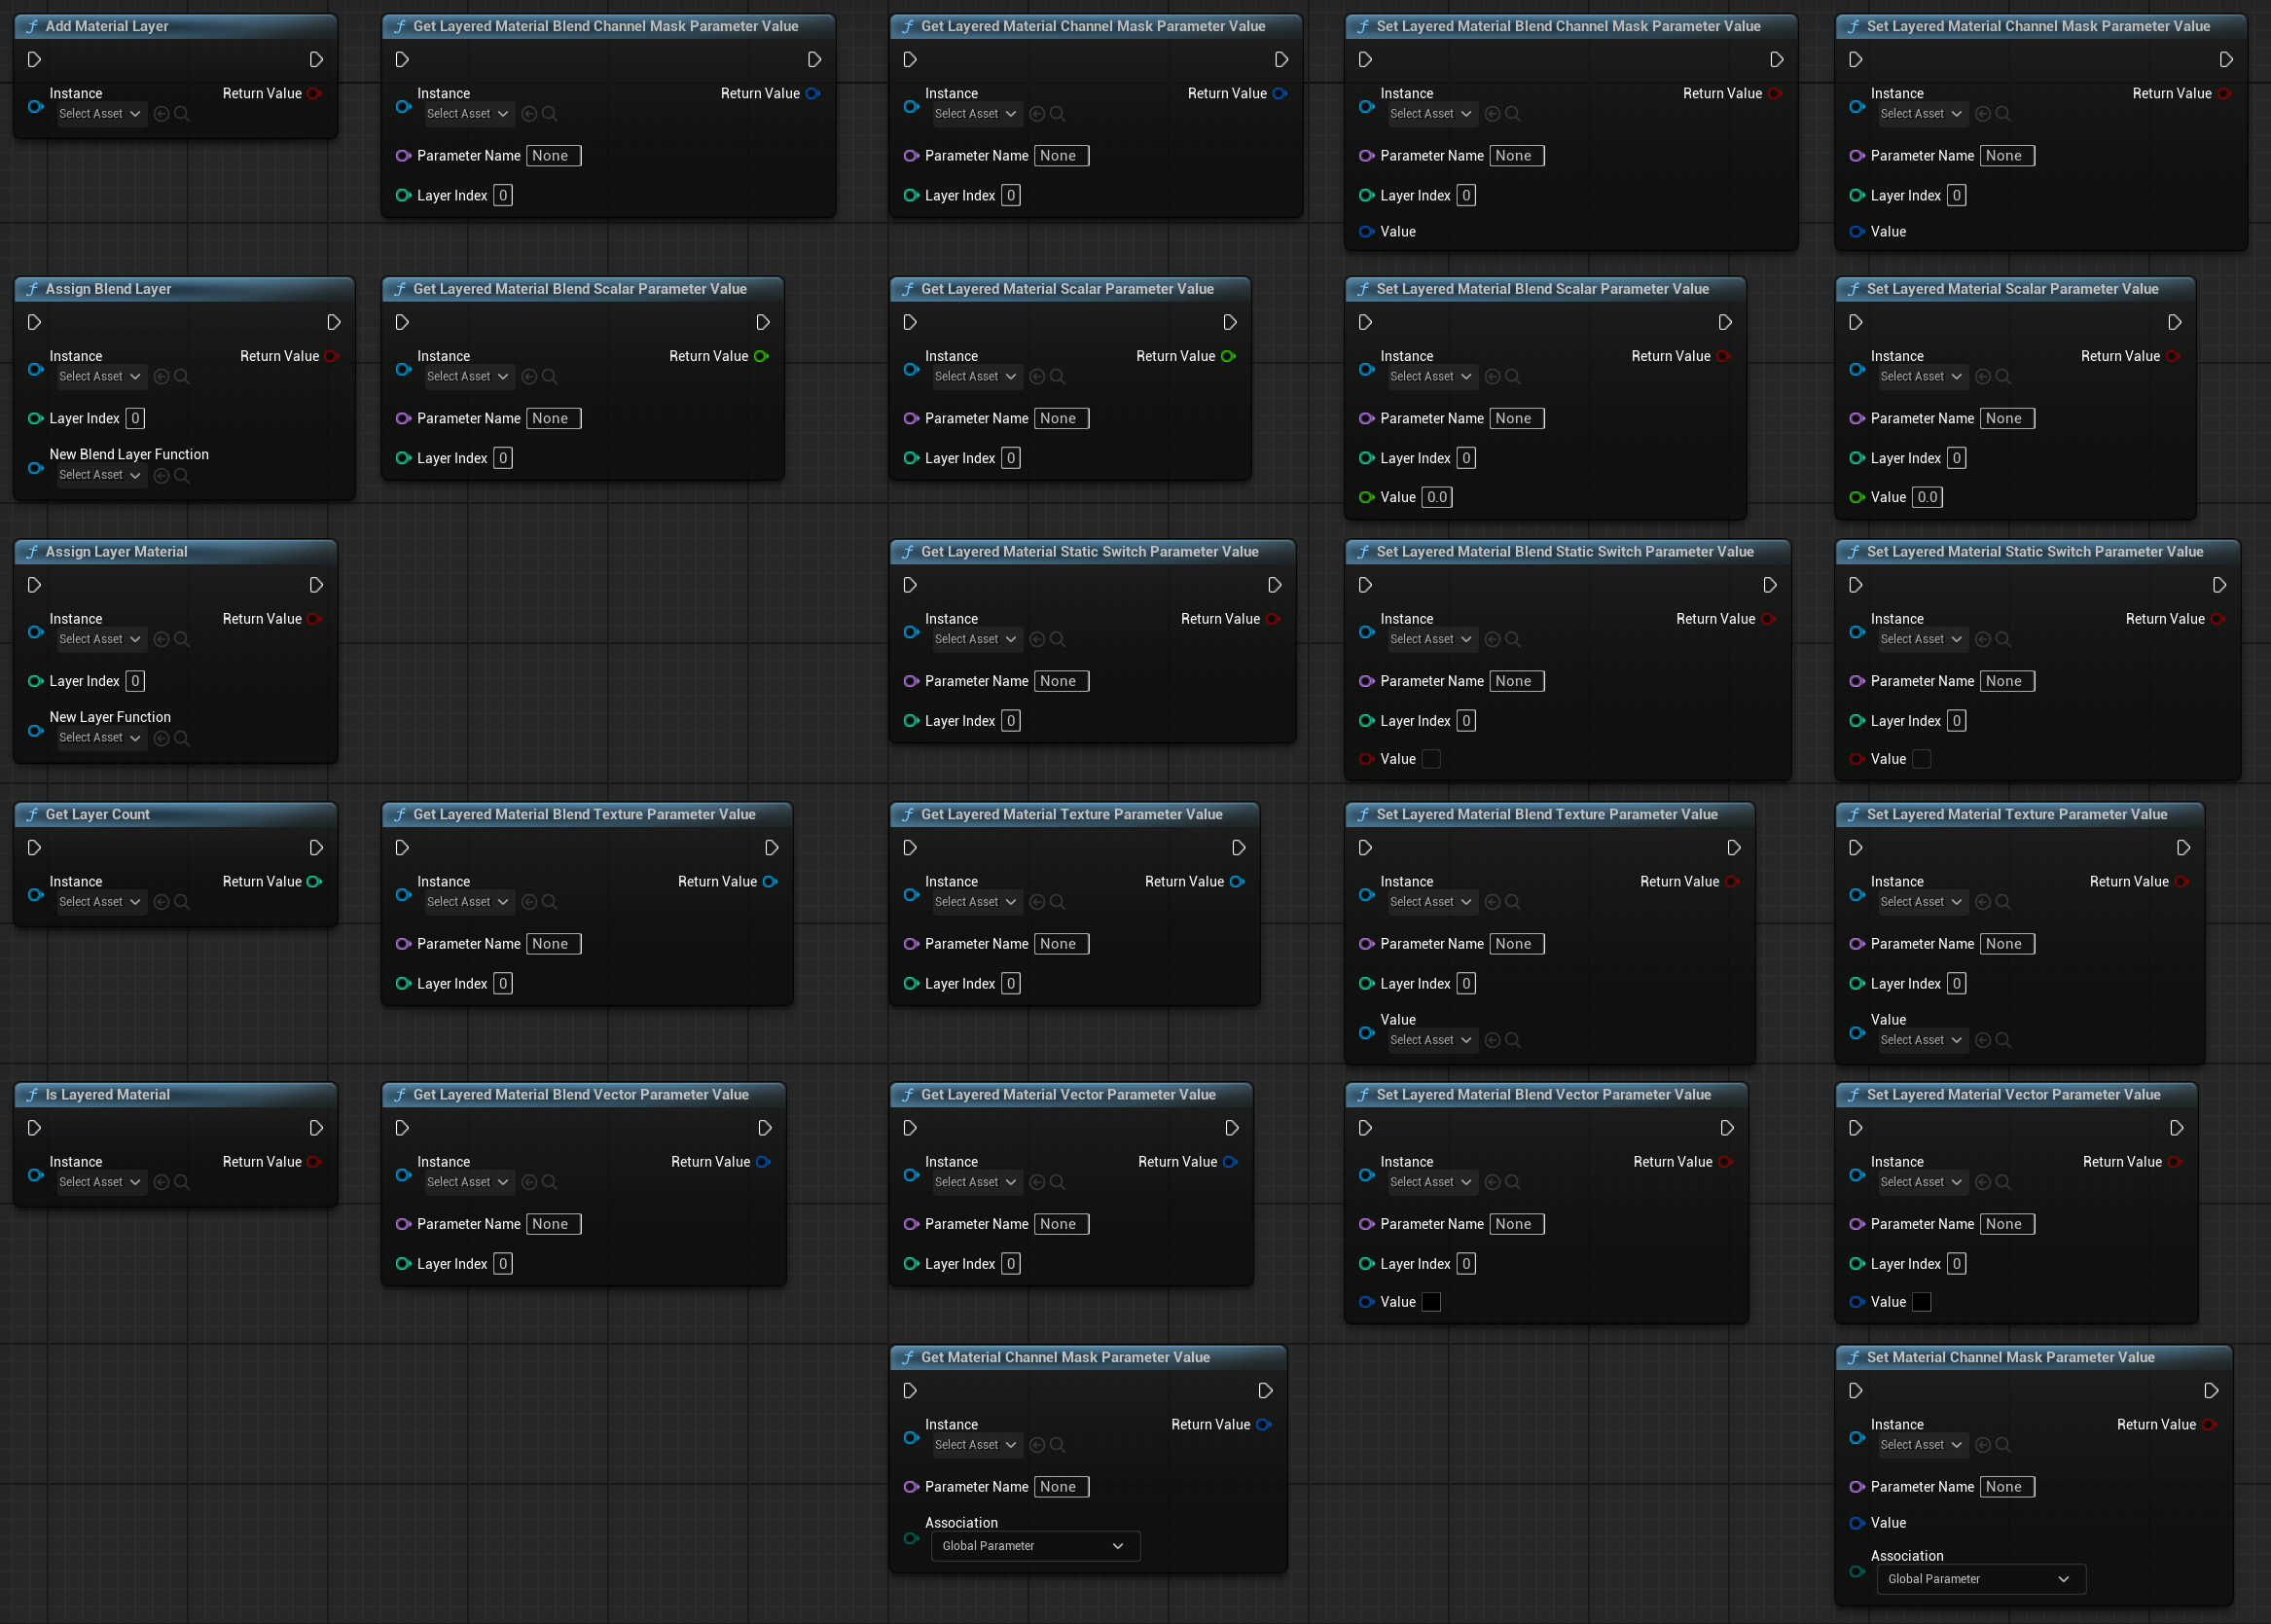 Add Material Layer
Instance
Return Value
Select Asset
Get Layered Material Blend Channel Mask Parameter Value
Instance
Return Value
Select Asset
Parameter Name None
Layer Index 0
Get Layered Material Channel Mask Parameter Value
Instance
Return Value
Select Asset
Parameter Name None
Layer Index 0
Set Layered Material Blend Channel Mask Parameter Value
Instance
Return Value
Select Asset
Parameter Name None
Layer Index 0
Value
Set Layered Material Channel Mask Parameter Value
Instance
Return Value
Select Asset
Parameter Name None
Layer Index 0
Value
Assign Blend Layer
Instance
Return Value
Select Asset
Layer Index 0
New Blend Layer Function
Select Asset
Get Layered Material Blend Scalar Parameter Value
Instance
Return Value
Select Asset
Parameter Name None
Layer Index 0
Get Layered Material Scalar Parameter Value
Instance
Return Value
Select Asset
Parameter Name None
Layer Index 0
Set Layered Material Blend Scalar Parameter Value
Instance
Return Value
Select Asset
Parameter Name None
Layer Index 0
Value 0.0
Set Layered Material Scalar Parameter Value
Instance
Return Value
Select Asset
Parameter Name None
Layer Index 0
Value 0.0
Assign Layer Material
Instance
Return Value
Select Asset
Layer Index 0
New Layer Function
Select Asset
Get Layered Material Static Switch Parameter Value
Instance
Return Value
Select Asset
Parameter Name None
Layer Index 0
Set Layered Material Blend Static Switch Parameter Value
Instance
Return Value
Select Asset
Parameter Name None
Layer Index 0
Value
Set Layered Material Static Switch Parameter Value
Instance
Return Value
Select Asset
Parameter Name None
Layer Index 0
Value
Get Layer Count
Instance
Return Value
Select Asset
Get Layered Material Blend Texture Parameter Value
Instance
Return Value
Select Asset
Parameter Name None
Layer Index 0
Get Layered Material Texture Parameter Value
Instance
Return Value
Select Asset
Parameter Name None
Layer Index 0
Set Layered Material Blend Texture Parameter Value
Instance
Return Value
Select Asset
Parameter Name None
Layer Index 0
Value
Select Asset
Set Layered Material Texture Parameter Value
Instance
Return Value
Select Asset
Parameter Name None
Layer Index 0
Value
Select Asset
Is Layered Material
Instance
Return Value
Select Asset
Get Layered Material Blend Vector Parameter Value
Instance
Return Value
Select Asset
Parameter Name None
Layer Index 0
Get Layered Material Vector Parameter Value
Instance
Return Value
Select Asset
Parameter Name None
Layer Index 0
Set Layered Material Blend Vector Parameter Value
Instance
Return Value
Select Asset
Parameter Name None
Layer Index 0
Value
Set Layered Material Vector Parameter Value
Instance
Return Value
Select Asset
Parameter Name None
Layer Index 0
Value
Get Material Channel Mask Parameter Value
Instance
Return Value
Select Asset
Parameter Name None
Association
Global Parameter
Set Material Channel Mask Parameter Value
Instance
Return Value
Select Asset
Parameter Name None
Value
Association
Global Parameter